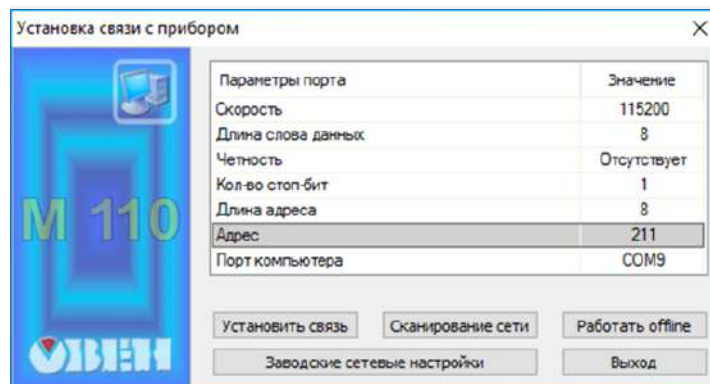 Установка связи с прибором
Параметры порта Значение
Скорость 115200
Длина слова данных 8
Четность Отсутствует
Кол-во стоп-бит 1
Длина адреса 8
Адрес 211
Порт компьютера COM9
М 110
ОВЕН
Установить связь Сканирование сети Работать offline
Заводские сетевые настройки Выход